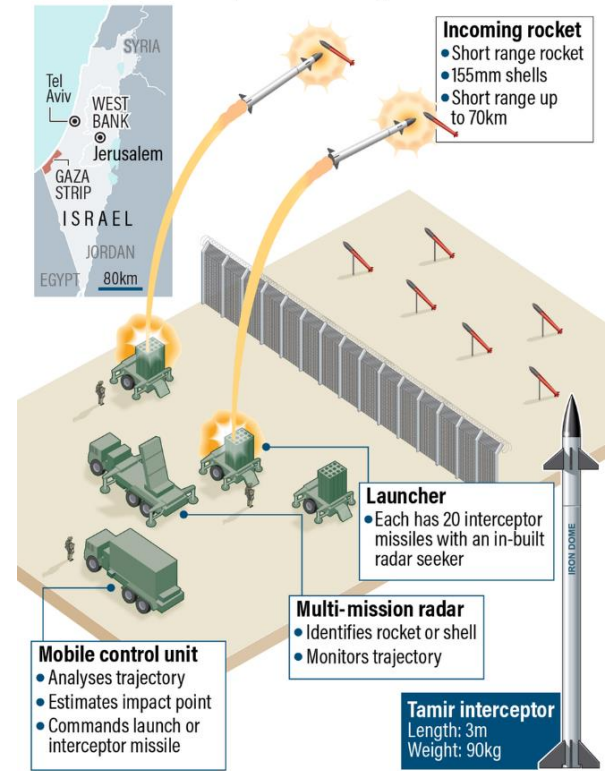 SYRIA
Tel
Aviv
WEST
BANK
Jerusalem
GAZA
STRIP
ISRAEL
JORDAN
EGYPT
80km
Incoming rocket
• Short range rocket
• 155mm shells
• Short range up
to 70km
Launcher
• Each has 20 interceptor
missiles with an in-built
radar seeker
Multi-mission radar
• Identifies rocket or shell
• Monitors trajectory
Mobile control unit
• Analyses trajectory
• Estimates impact point
• Commands launch or
interceptor missile
IRON DOME
Tamir interceptor
Length: 3m
Weight: 90kg